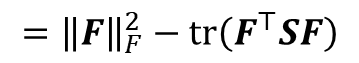 = ‖𝑭‖²_F − tr(𝑭^⊤𝑺𝑭)